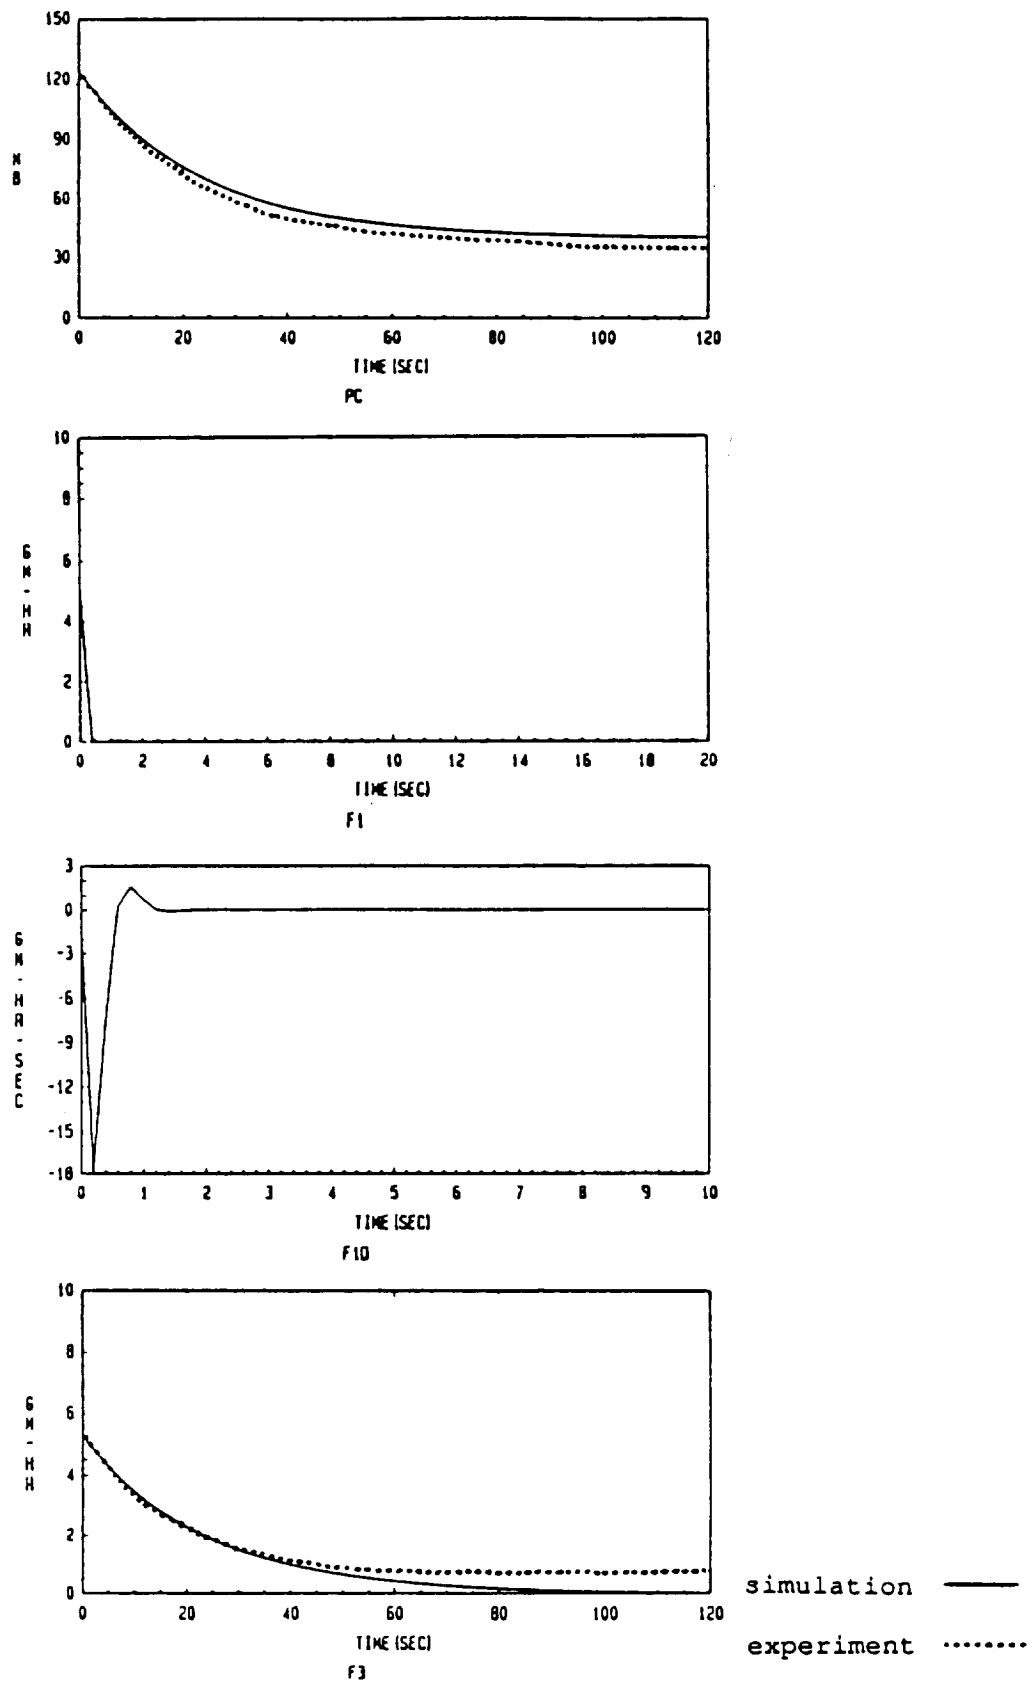 150
120
90
60
30
0
M
B
0 20 40 60 80 100 120
TIME (SEC)
PC
10
8
6
4
2
0
G
M
-
H
H
0 2 4 6 8 10 12 14 16 18 20
TIME (SEC)
F1
3
0
-3
-6
-9
-12
-15
-18
G
M
-
H
R
-
S
E
C
0 1 2 3 4 5 6 7 8 9 10
TIME (SEC)
F1D
10
8
6
4
2
0
G
M
-
H
H
0 20 40 60 80 100 120
TIME (SEC)
F3
simulation
experiment